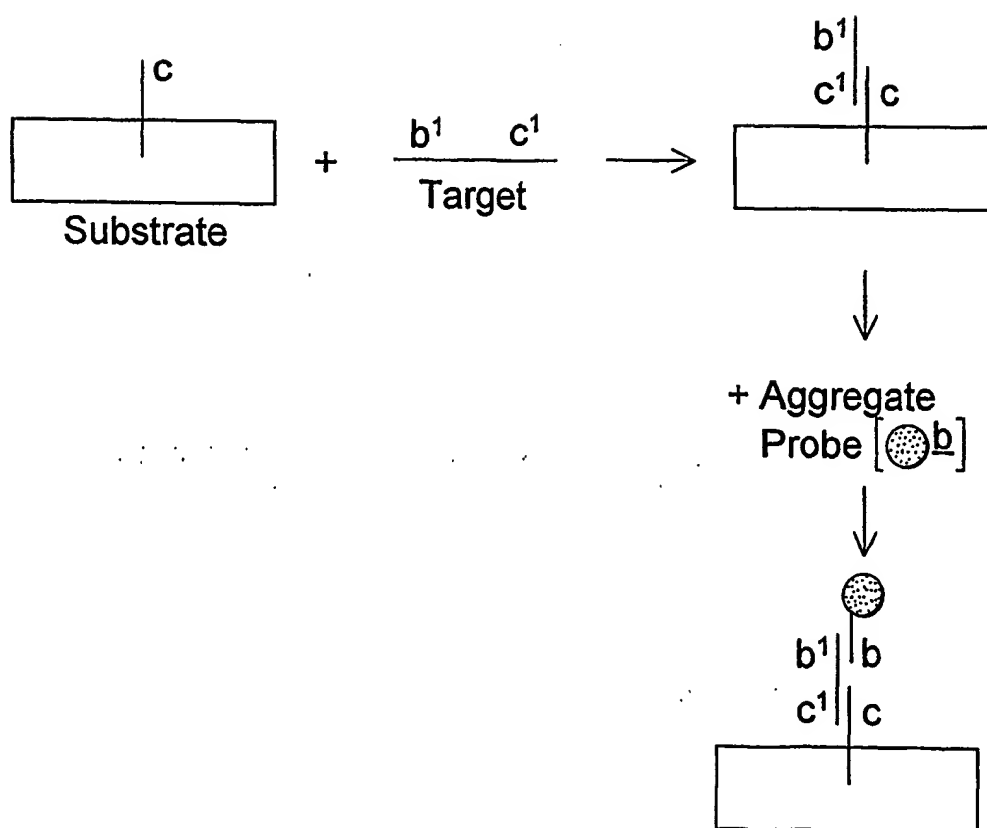 c
Substrate
+
b¹ c¹
Target
b¹
c¹ c
+ Aggregate
Probe [b]
b¹ b
c¹ c